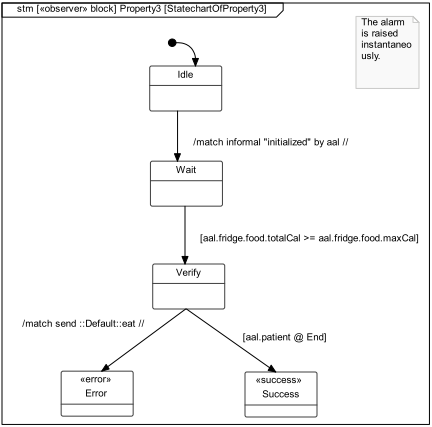 stm [«observer» block] Property3 [StatechartOfProperty3]
The alarm
is raised
instantaneo
usly.
Idle
/match informal "initialized" by aal //
Wait
[aal.fridge.food.totalCal >= aal.fridge.food.maxCal]
Verify
/match send ::Default::eat //
[aal.patient @ End]
«error»
Error
«success»
Success